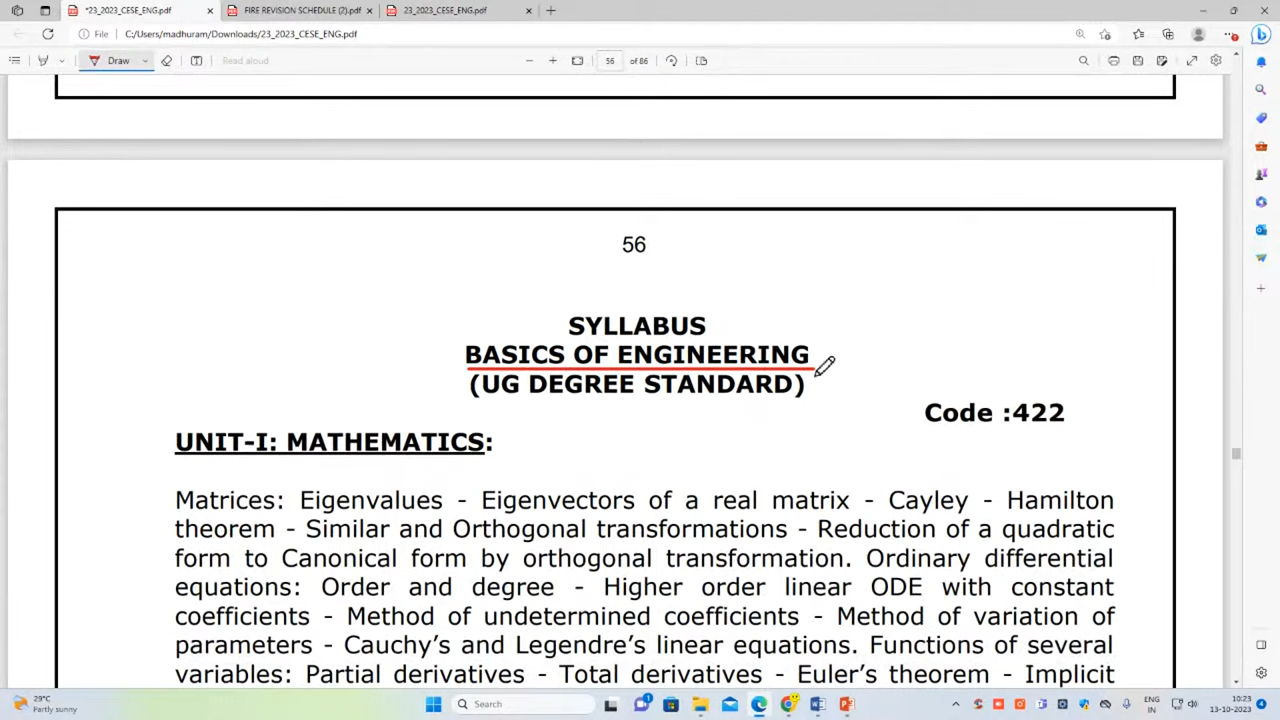 *23_2023_CESE_ENG.pdf
FIRE REVISION SCHEDULE (2).pdf
23_2023_CESE_ENG.pdf
File
C:/Users/madhuram/Downloads/23_2023_CESE_ENG.pdf
Draw
Read aloud
56 of 86
56
SYLLABUS
BASICS OF ENGINEERING
(UG DEGREE STANDARD)
Code :422
UNIT-I: MATHEMATICS:
Matrices: Eigenvalues - Eigenvectors of a real matrix - Cayley - Hamilton
theorem - Similar and Orthogonal transformations - Reduction of a quadratic
form to Canonical form by orthogonal transformation. Ordinary differential
equations: Order and degree - Higher order linear ODE with constant
coefficients - Method of undetermined coefficients - Method of variation of
parameters - Cauchy’s and Legendre’s linear equations. Functions of several
variables: Partial derivatives - Total derivatives - Euler’s theorem - Implicit
29°C
Partly sunny
Search
1
ENG
IN
10:23
13-10-2023
4